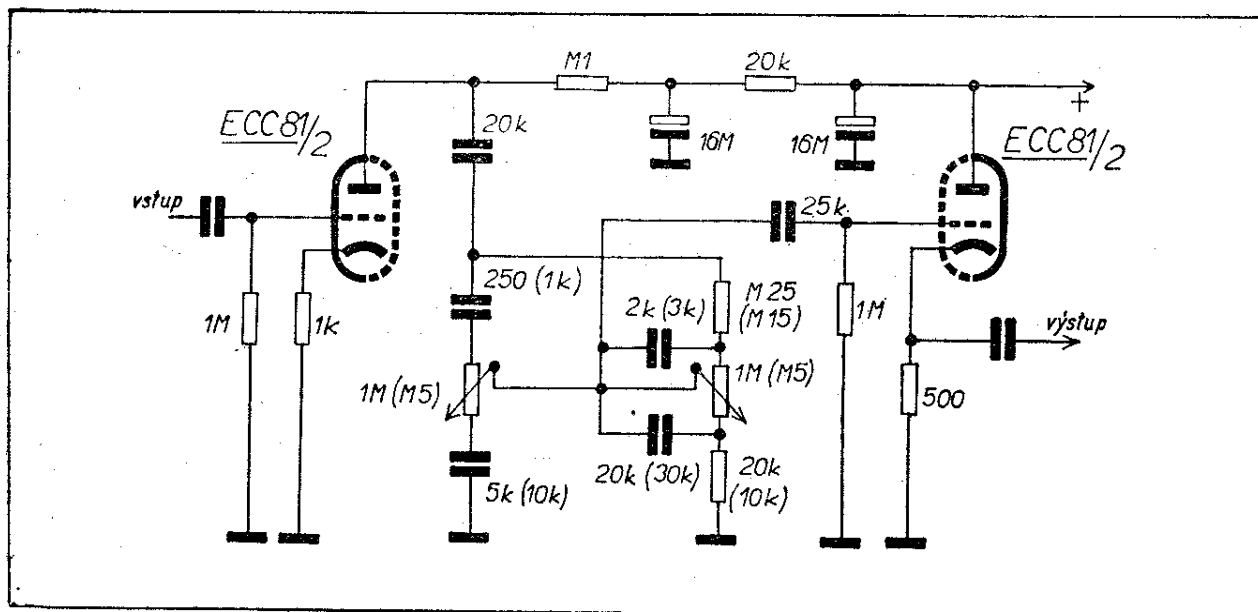 M1
20k
ECC81/2
20k
16M
16M
ECC81/2
vstup
25k
250 (1k)
2k (3k)
M25
(M15)
1M
1k
1M
výstup
1M (M5)
1M (M5)
500
20k (30k)
20k
(10k)
5k (10k)
+